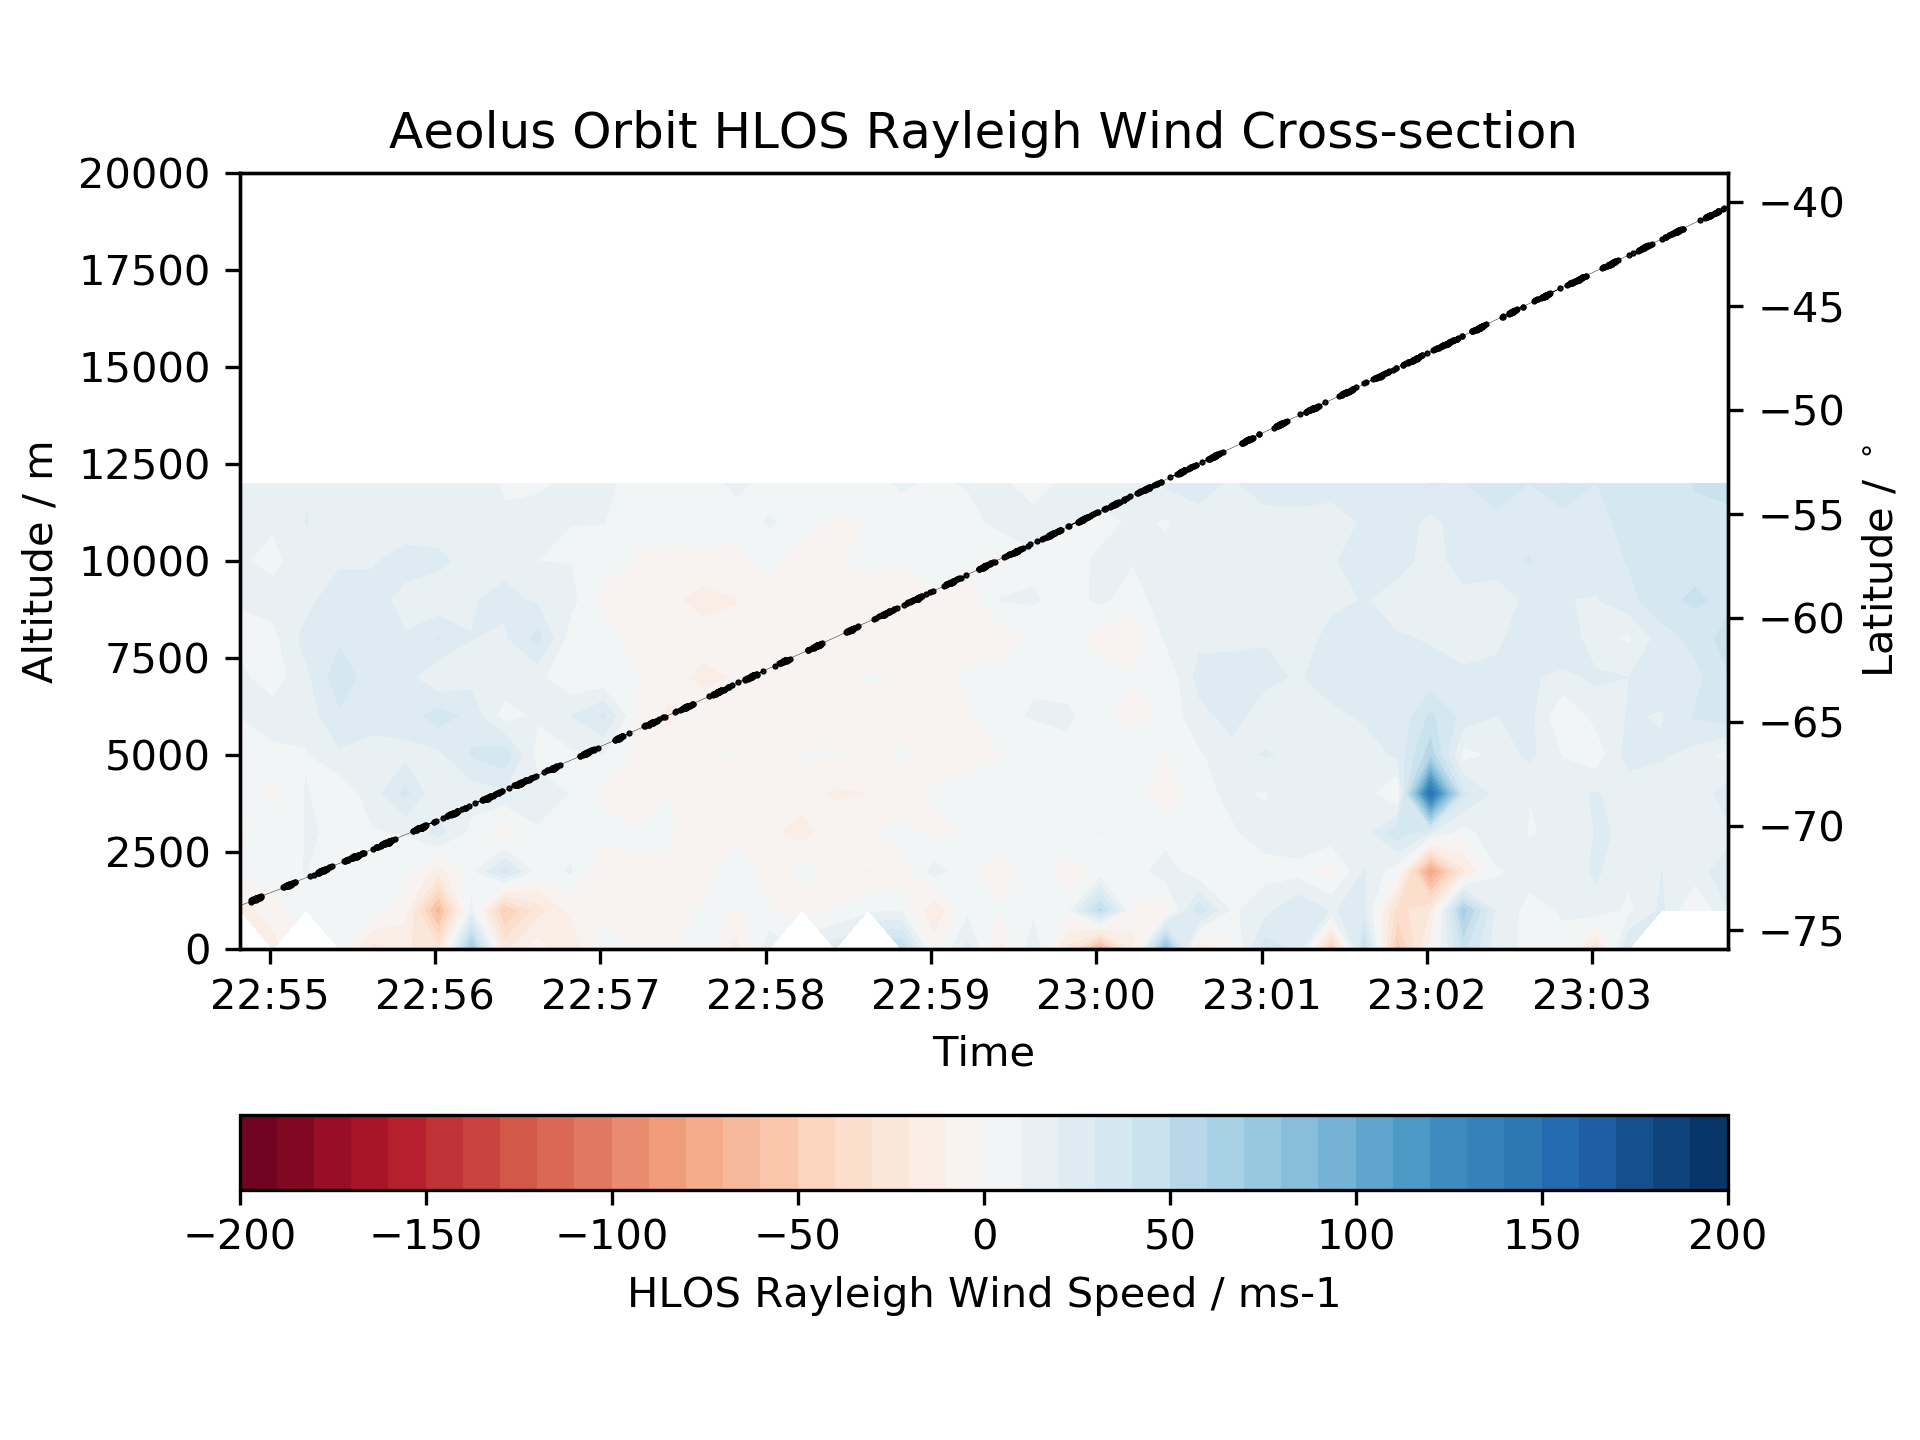 Aeolus Orbit HLOS Rayleigh Wind Cross-section
20000
17500
15000
12500
10000
7500
5000
2500
0
Altitude / m
−40
−45
−50
−55
−60
−65
−70
−75
Latitude / °
22:55 22:56 22:57 22:58 22:59 23:00 23:01 23:02 23:03
Time
−200 −150 −100 −50 0 50 100 150 200
HLOS Rayleigh Wind Speed / ms-1